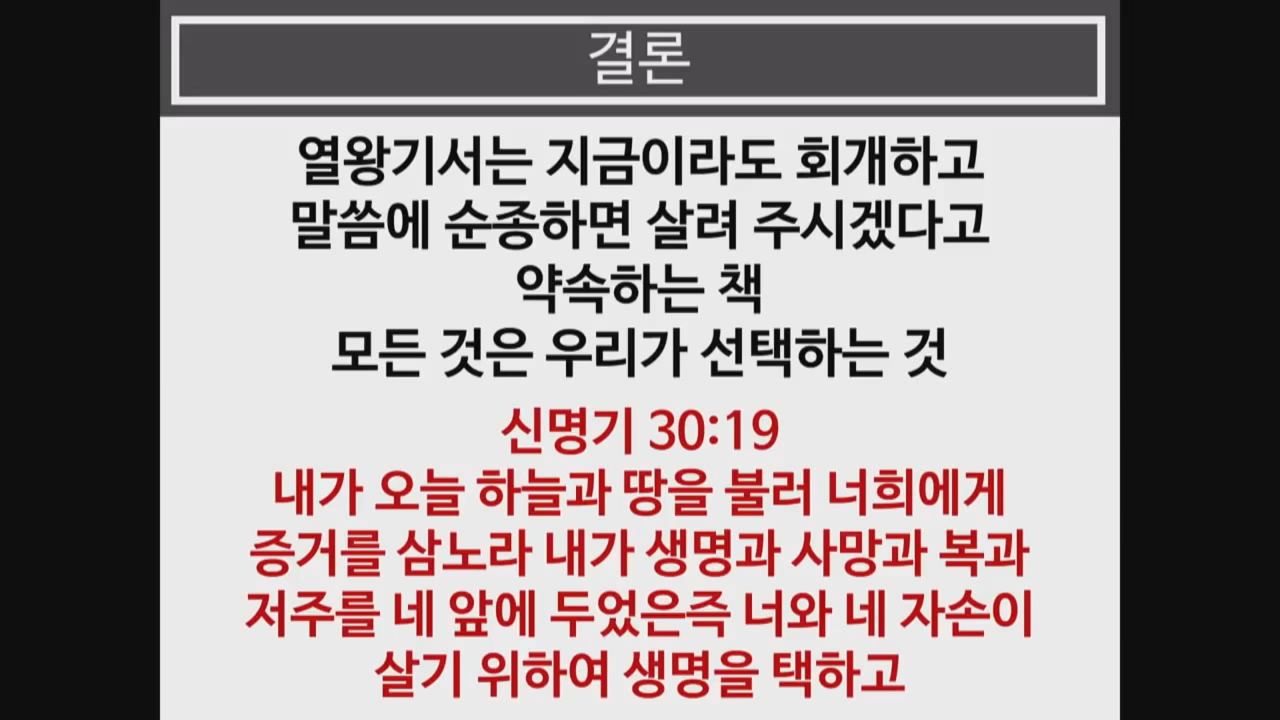 결론
열왕기서는 지금이라도 회개하고
말씀에 순종하면 살려 주시겠다고
약속하는 책
모든 것은 우리가 선택하는 것
신명기 30:19
내가 오늘 하늘과 땅을 불러 너희에게
증거를 삼노라 내가 생명과 사망과 복과
저주를 네 앞에 두었은즉 너와 네 자손이
살기 위하여 생명을 택하고